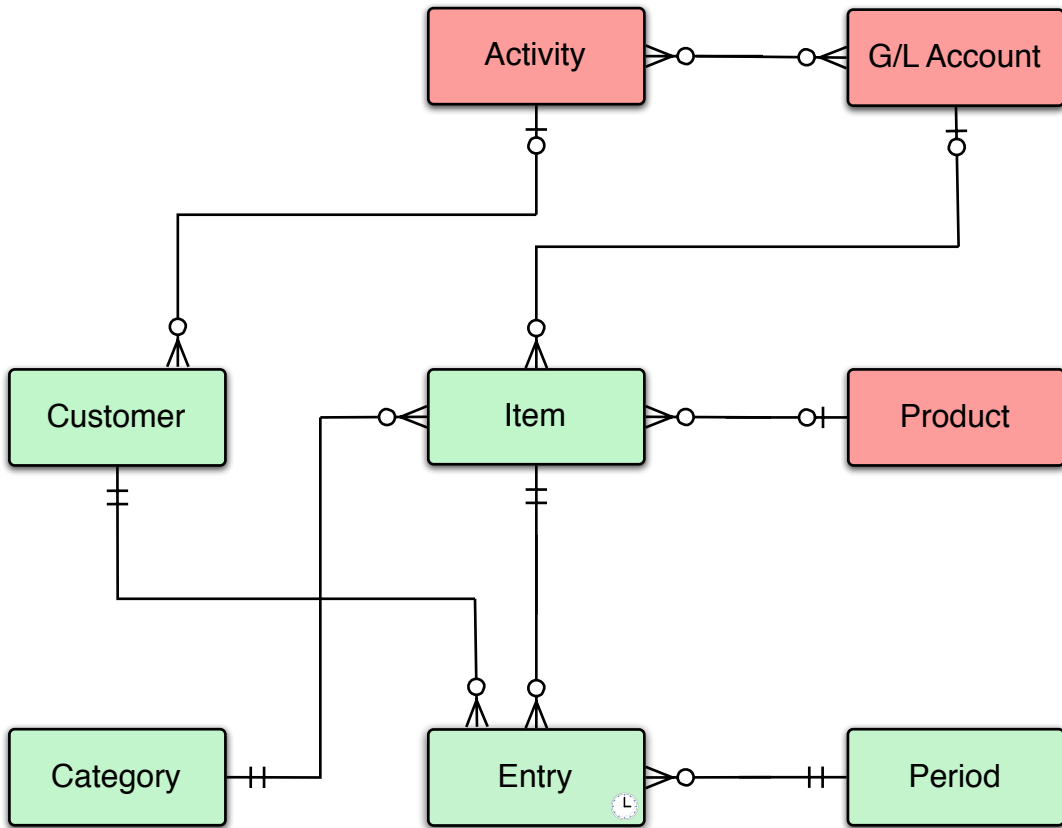 Activity
G/L Account
Customer
Item
Product
Category
Entry
Period